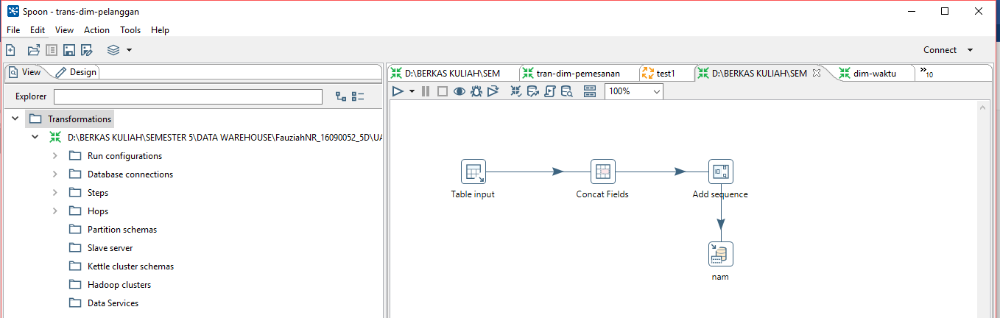 Spoon - trans-dim-pelanggan
File Edit View Action Tools Help
Connect
View Design
D:\BERKAS KULIAH\SEM tran-dim-pemesanan test1 D:\BERKAS KULIAH\SEM dim-waktu »10
Explorer
100%
Transformations
D:\BERKAS KULIAH\SEMESTER 5\DATA WAREHOUSE\FauziahNR_16090052_5D\UA
Run configurations
Database connections
Steps
Hops
Partition schemas
Slave server
Kettle cluster schemas
Hadoop clusters
Data Services
Table input Concat Fields Add sequence
nam